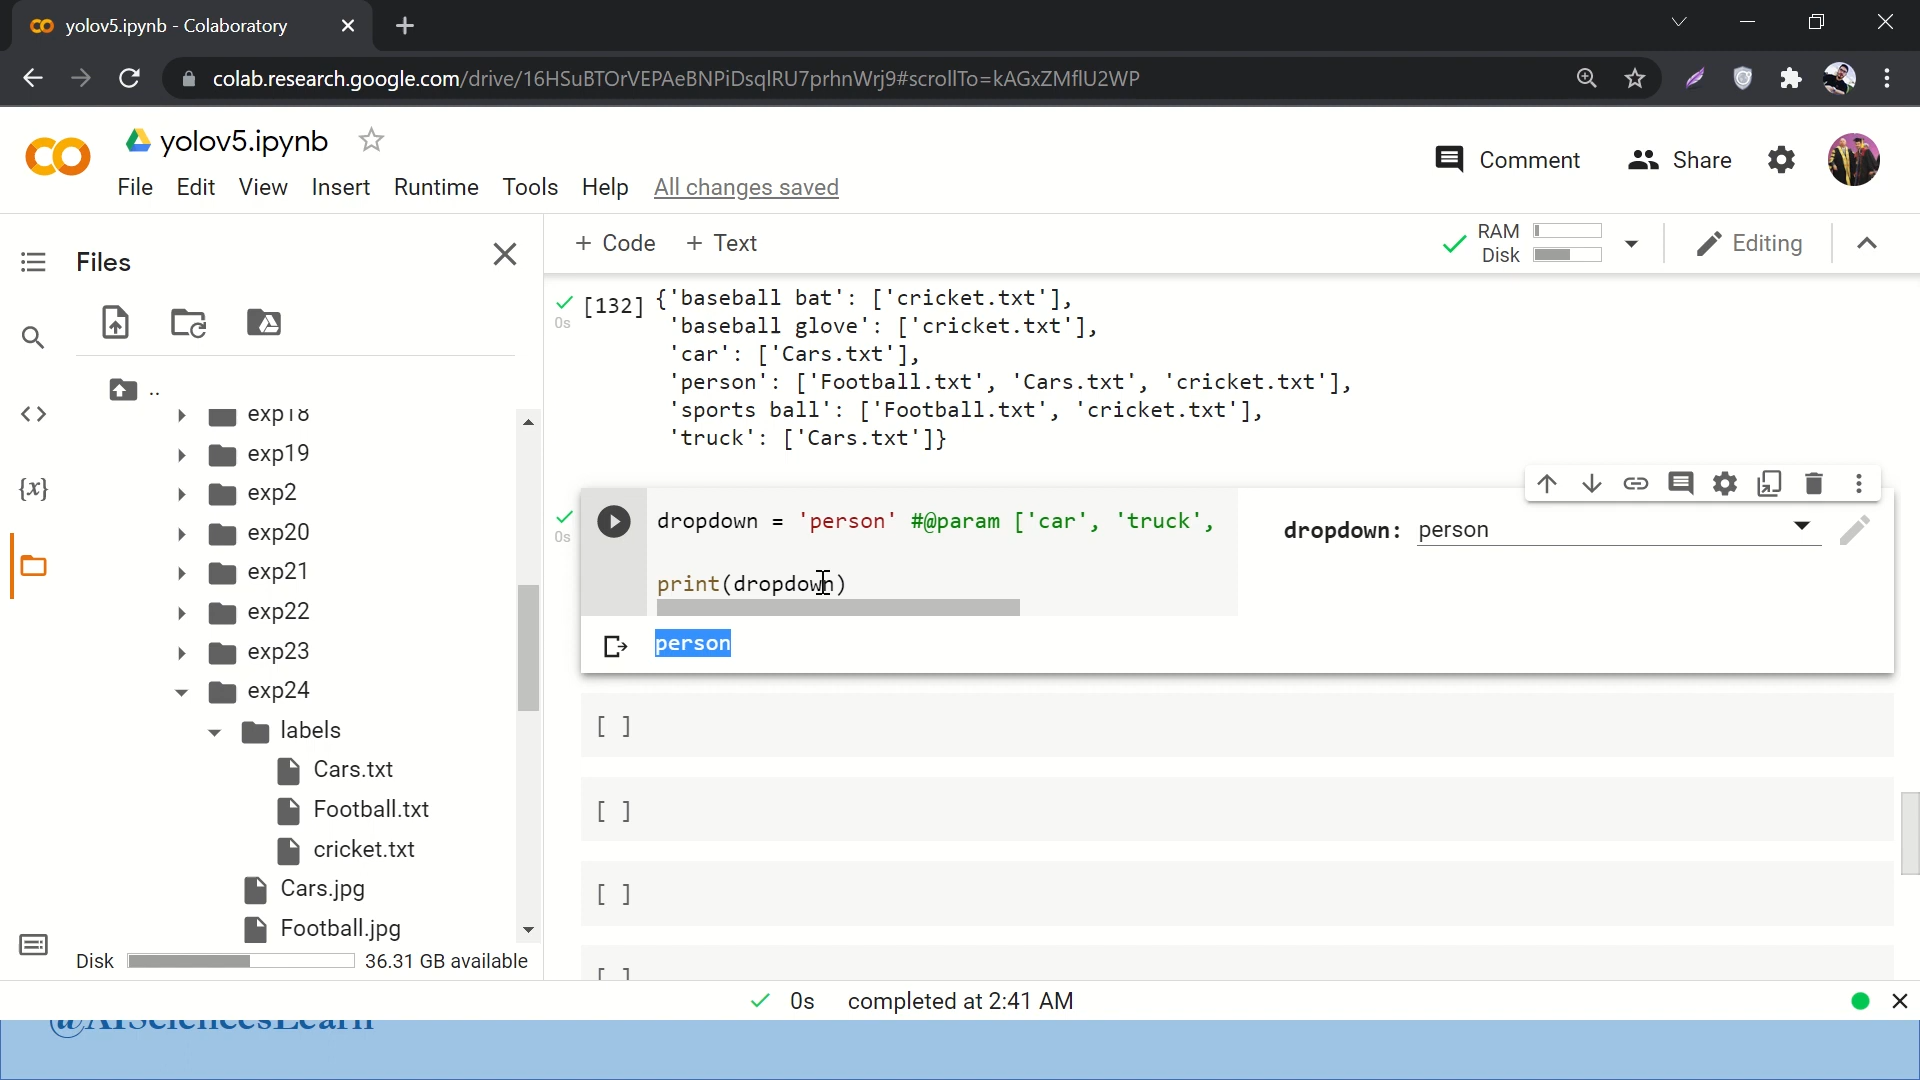 yolov5.ipynb - Colaboratory
colab.research.google.com/drive/16HSuBTOrVEPAeBNPiDsqlRU7prhnWrj9#scrollTo=kAGxZMflU2WP
yolov5.ipynb
Comment Share
File Edit View Insert Runtime Tools Help All changes saved
Files
+ Code + Text
RAM
Disk
Editing
..
exp18
exp19
exp2
exp20
exp21
exp22
exp23
exp24
labels
Cars.txt
Football.txt
cricket.txt
Cars.jpg
Football.jpg
Disk 36.31 GB available
0s
[132] {'baseball bat': ['cricket.txt'],
'baseball glove': ['cricket.txt'],
'car': ['Cars.txt'],
'person': ['Football.txt', 'Cars.txt', 'cricket.txt'],
'sports ball': ['Football.txt', 'cricket.txt'],
'truck': ['Cars.txt']}
0s
dropdown = 'person' #@param ['car', 'truck',
print(dropdown)
dropdown: person
person
[ ]
[ ]
[ ]
[ ]
0s completed at 2:41 AM
@AISciencesLearn